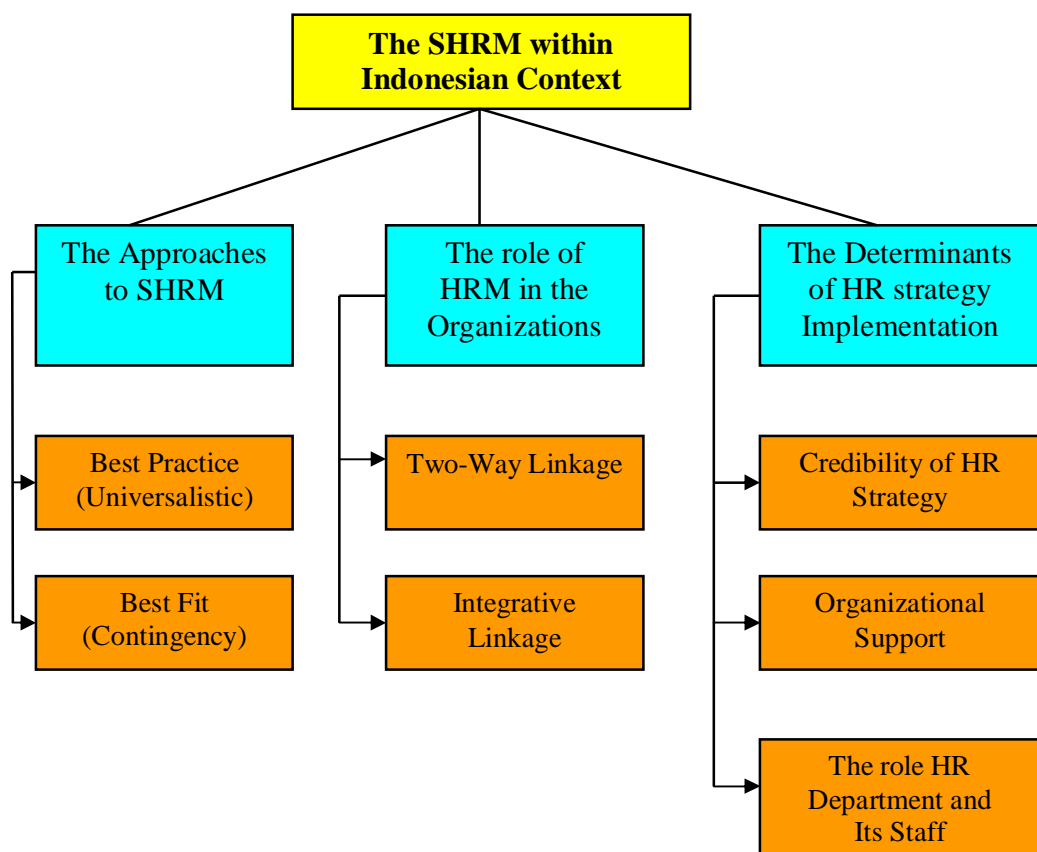 The SHRM within
Indonesian Context
The Approaches
to SHRM
The role of
HRM in the
Organizations
The Determinants
of HR strategy
Implementation
Best Practice
(Universalistic)
Two-Way Linkage
Credibility of HR
Strategy
Best Fit
(Contingency)
Integrative
Linkage
Organizational
Support
The role HR
Department and
Its Staff